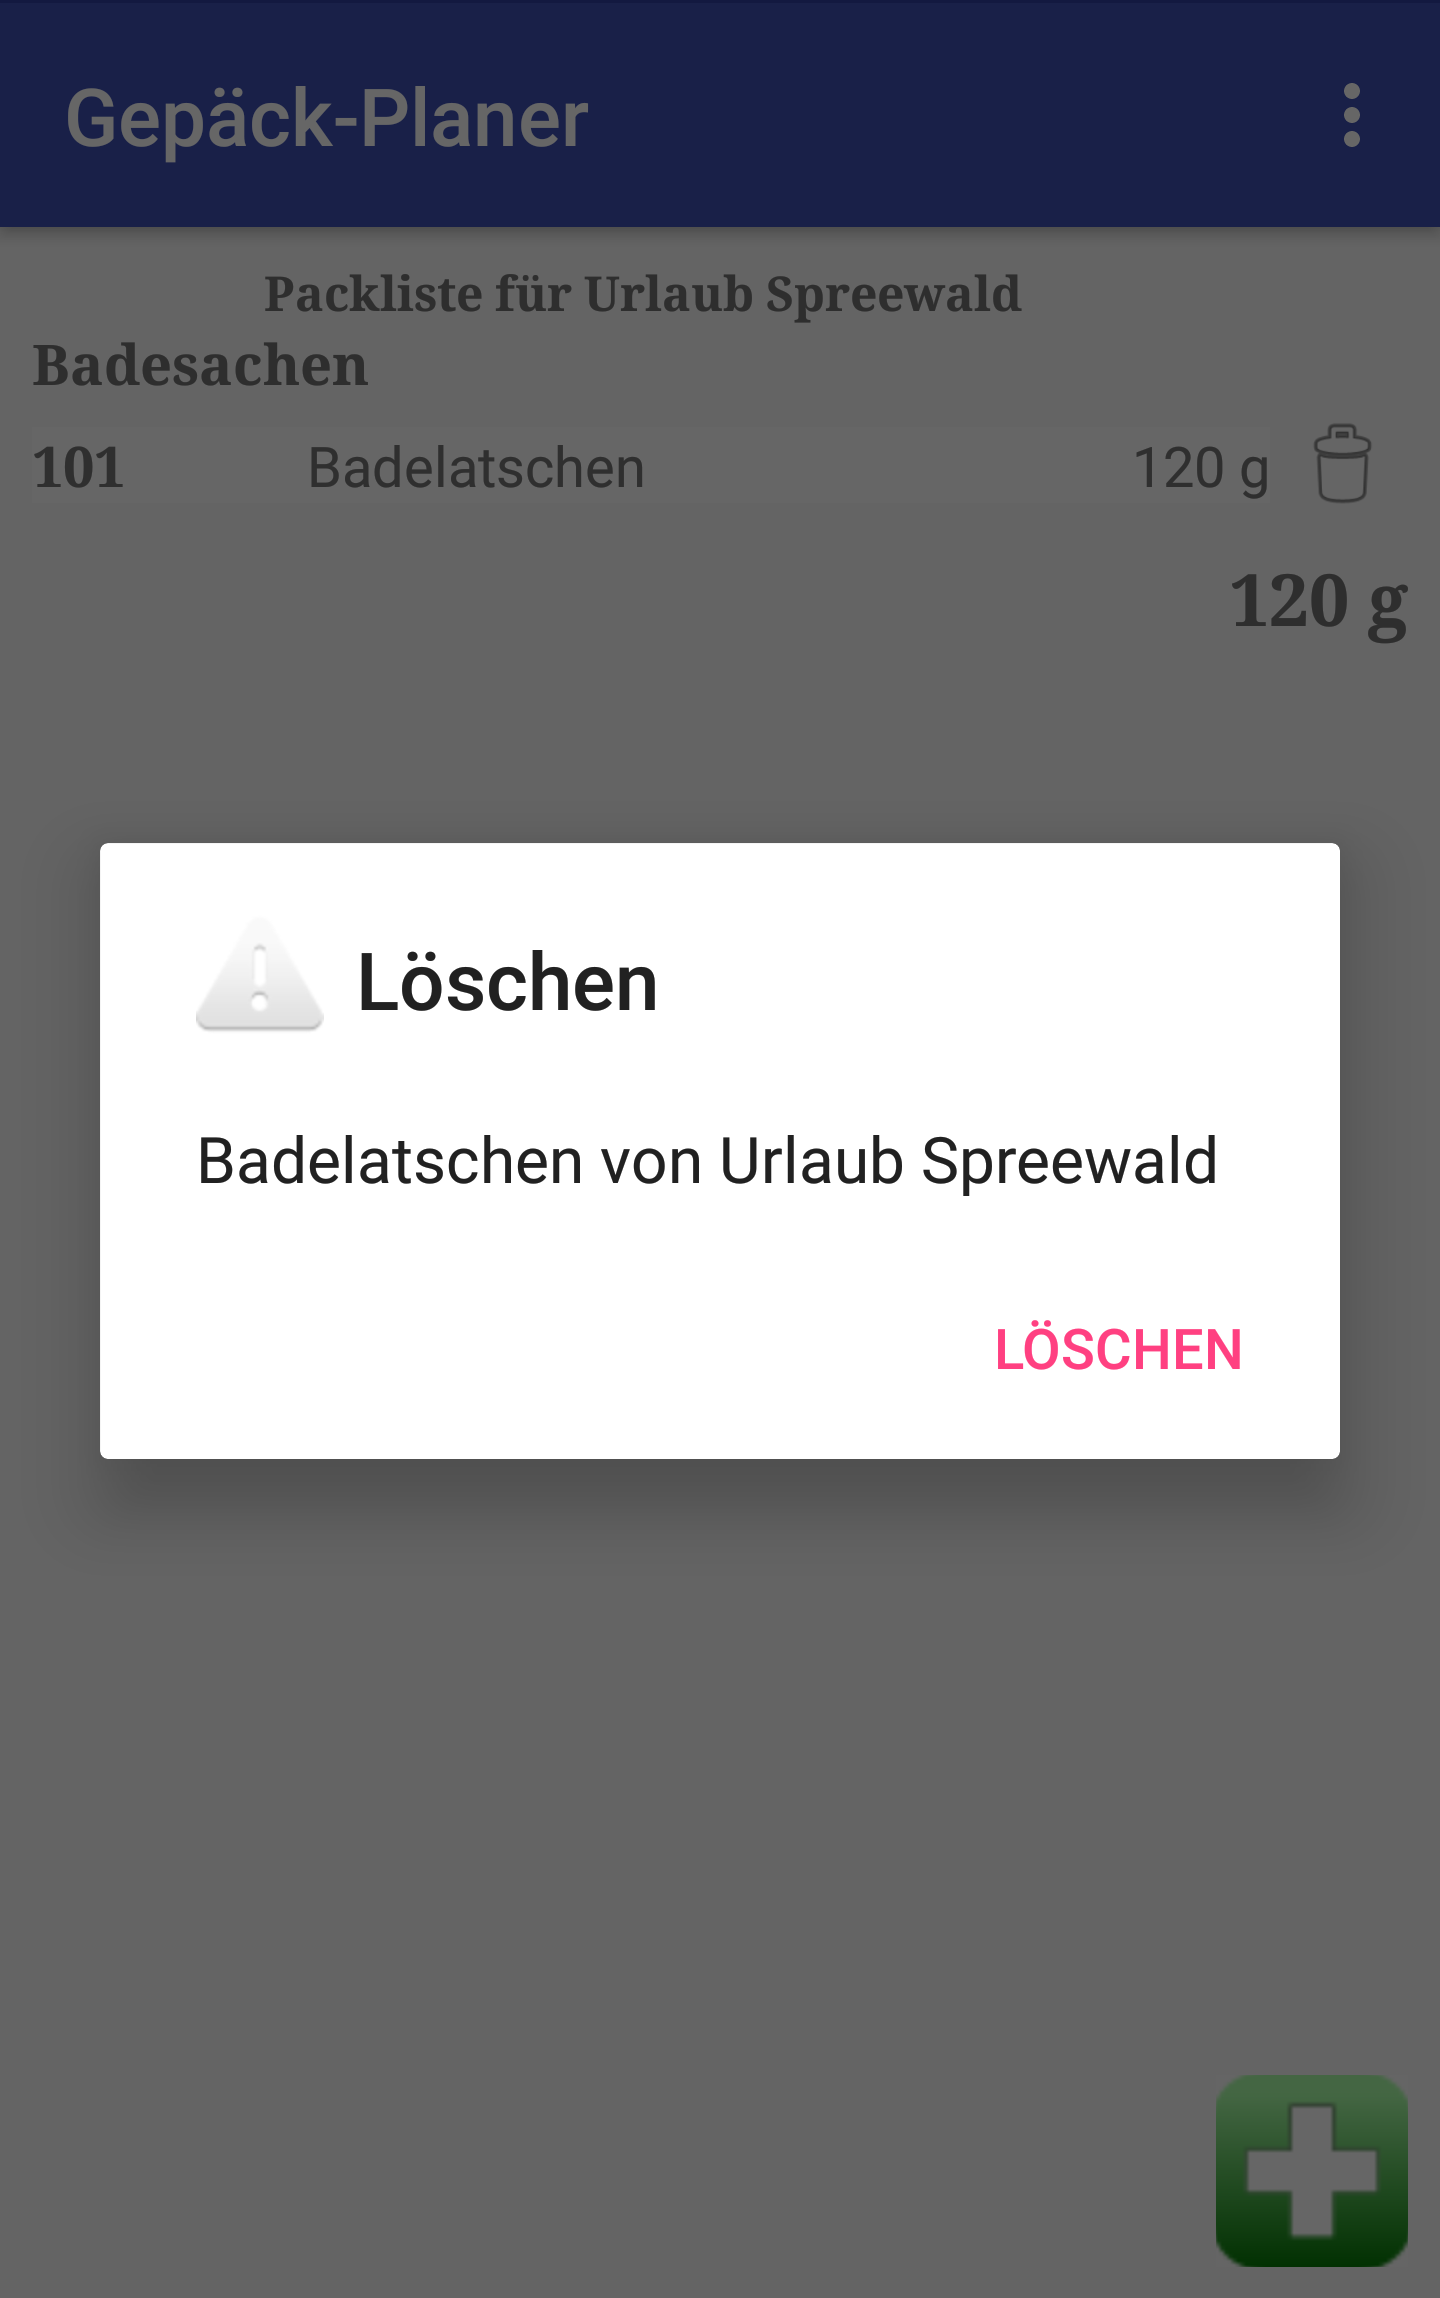 Gepäck-Planer
Packliste für Urlaub Spreewald
Badesachen
101 Badelatschen 120 g
120 g
Löschen
Badelatschen von Urlaub Spreewald
LÖSCHEN